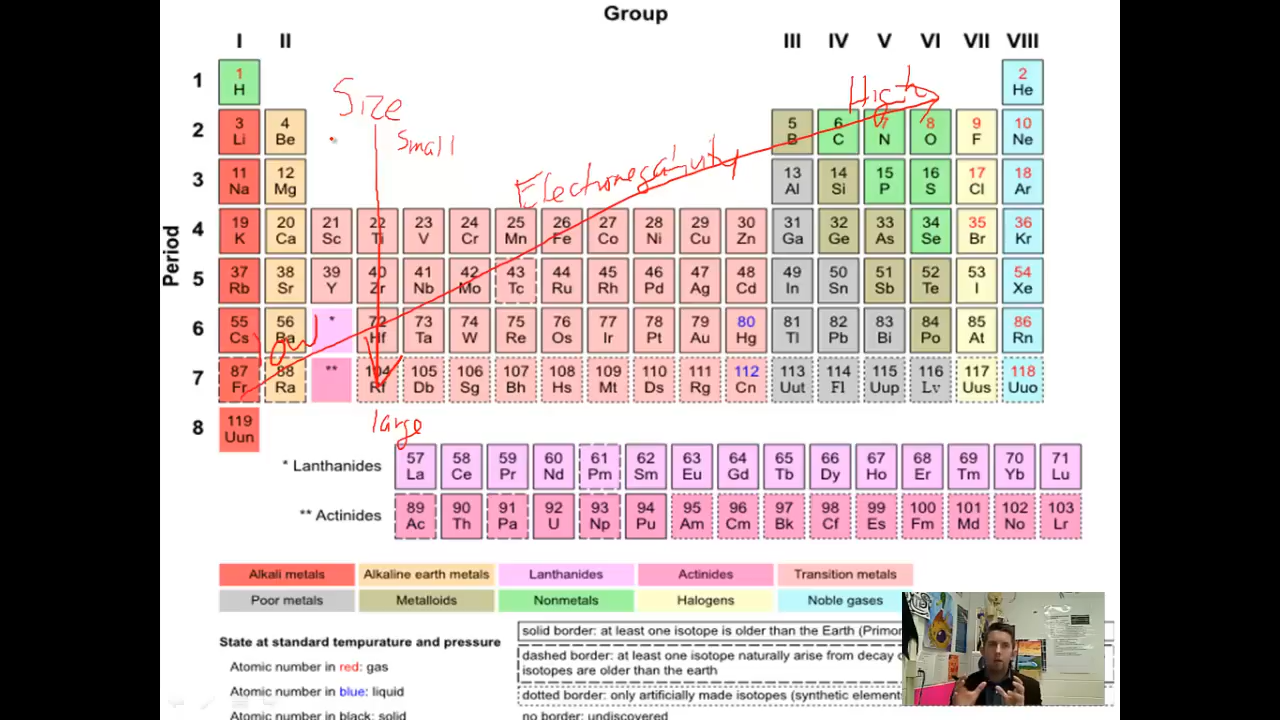 Group
I II III IV V VI VII VIII
Period
1 1 H 2 He
2 3 Li 4 Be 5 B 6 C 7 N 8 O 9 F 10 Ne
3 11 Na 12 Mg 13 Al 14 Si 15 P 16 S 17 Cl 18 Ar
4 19 K 20 Ca 21 Sc 22 Ti 23 V 24 Cr 25 Mn 26 Fe 27 Co 28 Ni 29 Cu 30 Zn 31 Ga 32 Ge 33 As 34 Se 35 Br 36 Kr
5 37 Rb 38 Sr 39 Y 40 Zr 41 Nb 42 Mo 43 Tc 44 Ru 45 Rh 46 Pd 47 Ag 48 Cd 49 In 50 Sn 51 Sb 52 Te 53 I 54 Xe
6 55 Cs 56 Ba * 72 Hf 73 Ta 74 W 75 Re 76 Os 77 Ir 78 Pt 79 Au 80 Hg 81 Tl 82 Pb 83 Bi 84 Po 85 At 86 Rn
7 87 Fr 88 Ra ** 104 Rf 105 Db 106 Sg 107 Bh 108 Hs 109 Mt 110 Ds 111 Rg 112 Cn 113 Uut 114 Fl 115 Uup 116 Lv 117 Uus 118 Uuo
8 119 Uun
Size
small
large
Electronegativity
High
low
* Lanthanides 57 La 58 Ce 59 Pr 60 Nd 61 Pm 62 Sm 63 Eu 64 Gd 65 Tb 66 Dy 67 Ho 68 Er 69 Tm 70 Yb 71 Lu
** Actinides 89 Ac 90 Th 91 Pa 92 U 93 Np 94 Pu 95 Am 96 Cm 97 Bk 98 Cf 99 Es 100 Fm 101 Md 102 No 103 Lr
Alkali metals Alkaline earth metals Lanthanides Actinides Transition metals
Poor metals Metalloids Nonmetals Halogens Noble gases
State at standard temperature and pressure
Atomic number in red: gas
Atomic number in blue: liquid
Atomic number in black: solid
solid border: at least one isotope is older than the Earth (Primor
dashed border: at least one isotope naturally arise from decay o
isotopes are older than the earth
dotted border: only artificially made isotopes (synthetic element
no border: undiscovered